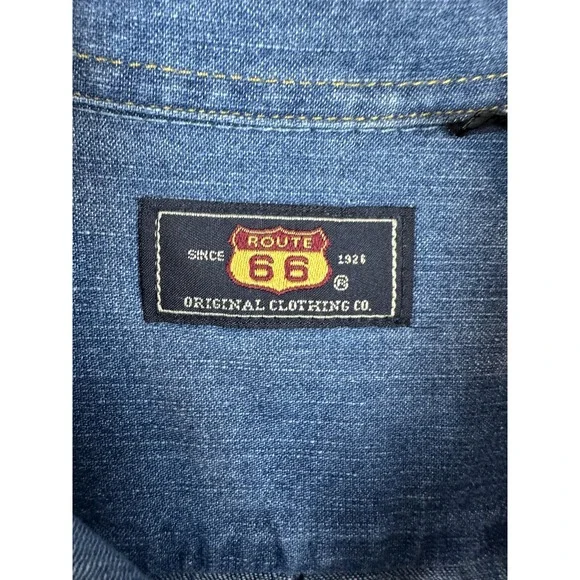 ROUTE
SINCE 66 1926
®
ORIGINAL CLOTHING CO.